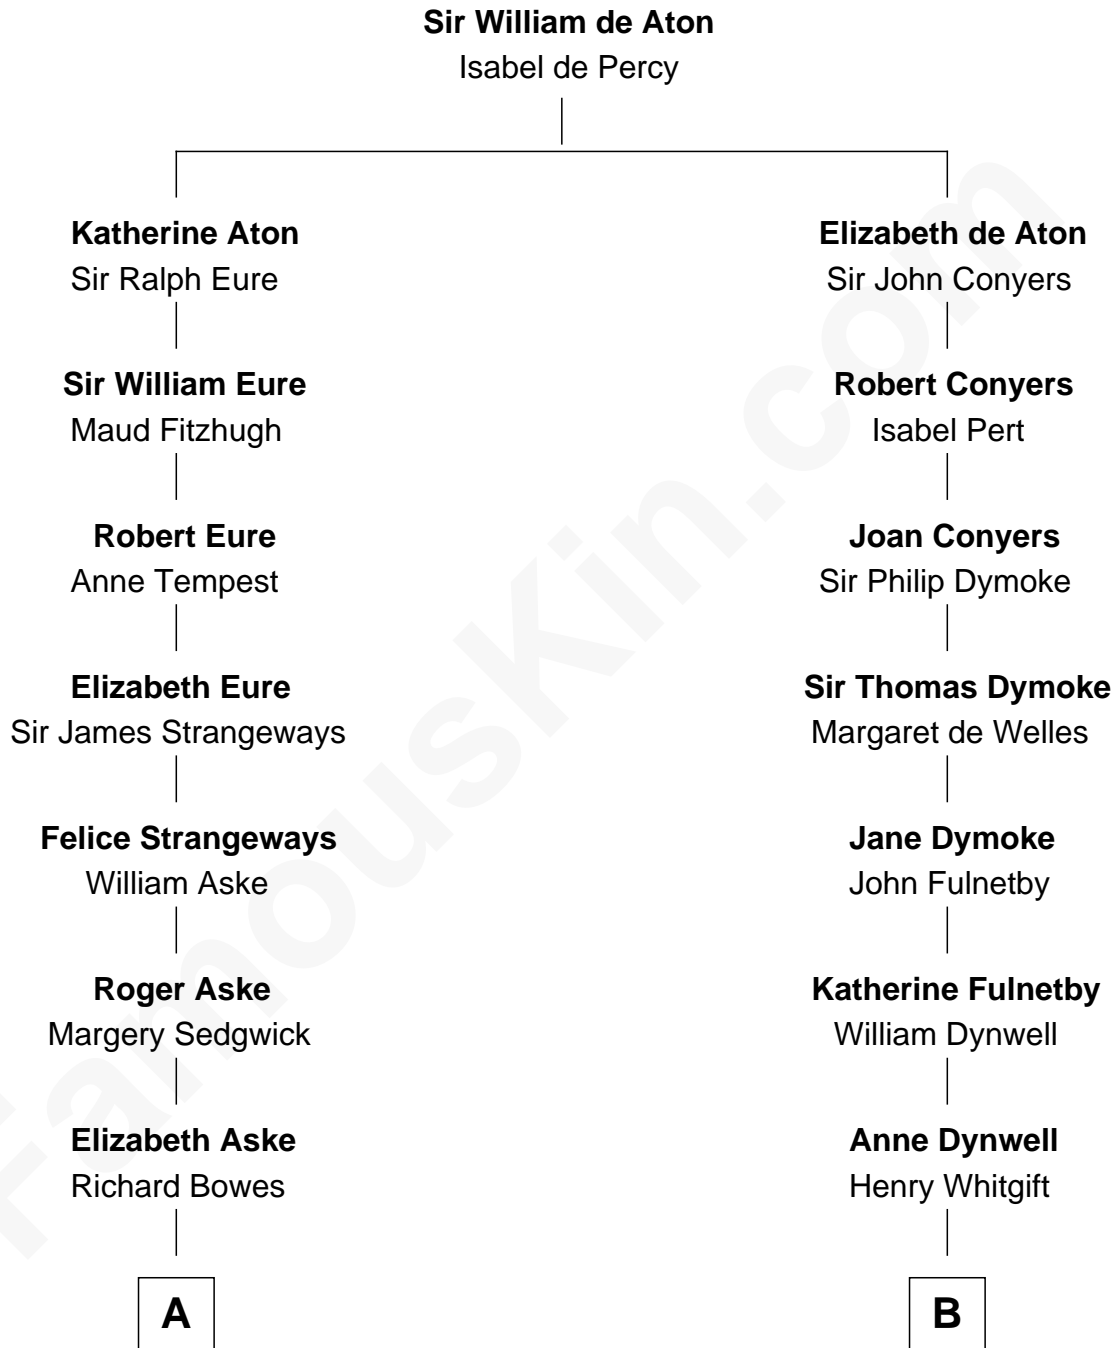 Sir William de Aton
Isabel de Percy
Katherine Aton
Sir Ralph Eure
Elizabeth de Aton
Sir John Conyers
Sir William Eure
Maud Fitzhugh
Robert Conyers
Isabel Pert
Robert Eure
Anne Tempest
Joan Conyers
Sir Philip Dymoke
Elizabeth Eure
Sir James Strangeways
Sir Thomas Dymoke
Margaret de Welles
Felice Strangeways
William Aske
Jane Dymoke
John Fulnetby
Roger Aske
Margery Sedgwick
Katherine Fulnetby
William Dynwell
Elizabeth Aske
Richard Bowes
Anne Dynwell
Henry Whitgift
A
B
FamousKin.com